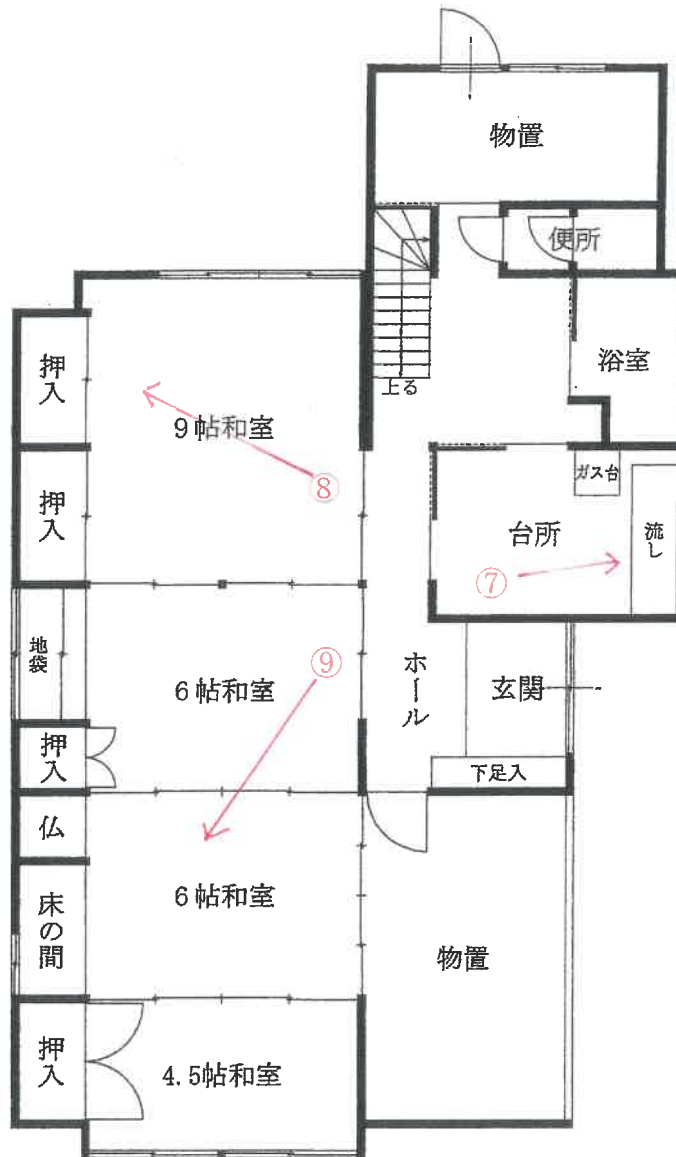 物置
便所
浴室
上る
押入
9帖和室
⑧
押入
ガス台
台所
流し
⑦
地袋
6帖和室
⑨
ホール
玄関
押入
下足入
仏
6帖和室
床の間
物置
押入
4.5帖和室